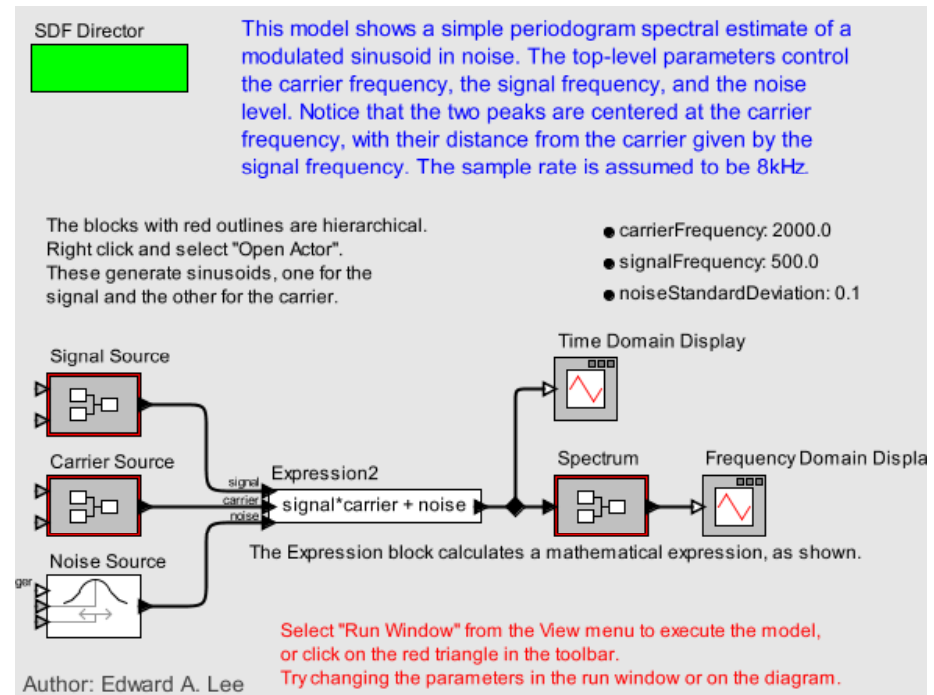 SDF Director
This model shows a simple periodogram spectral estimate of a
modulated sinusoid in noise. The top-level parameters control
the carrier frequency, the signal frequency, and the noise
level. Notice that the two peaks are centered at the carrier
frequency, with their distance from the carrier given by the
signal frequency. The sample rate is assumed to be 8kHz.
The blocks with red outlines are hierarchical.
Right click and select "Open Actor".
These generate sinusoids, one for the
signal and the other for the carrier.
carrierFrequency: 2000.0
signalFrequency: 500.0
noiseStandardDeviation: 0.1
Time Domain Display
Signal Source
Carrier Source
signal
carrier
noise
Expression2
signal*carrier + noise
Spectrum
Frequency Domain Displa
The Expression block calculates a mathematical expression, as shown.
Noise Source
ger
Select "Run Window" from the View menu to execute the model,
or click on the red triangle in the toolbar.
Try changing the parameters in the run window or on the diagram.
Author: Edward A. Lee